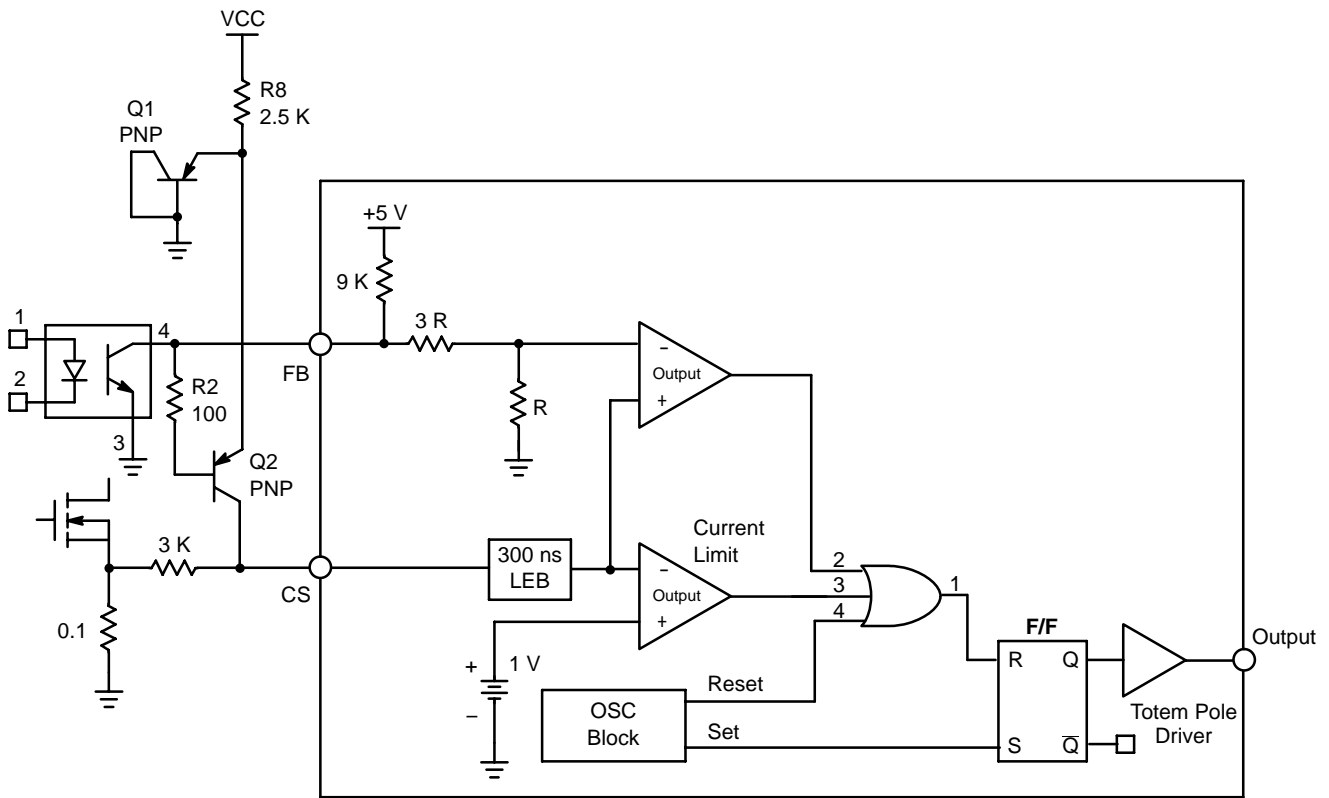 VCC
R8
2.5 K
Q1
PNP
+5 V
9 K
1
4
3 R
FB
−
Output
+
2
R2
100
R
3
Q2
PNP
Current
Limit
3 K
300 ns
LEB
CS
−
Output
+
2
3
4
1
0.1
+
1 V
−
F/F
R
Q
S
Q̅
Output
Reset
OSC
Block
Set
Totem Pole
Driver